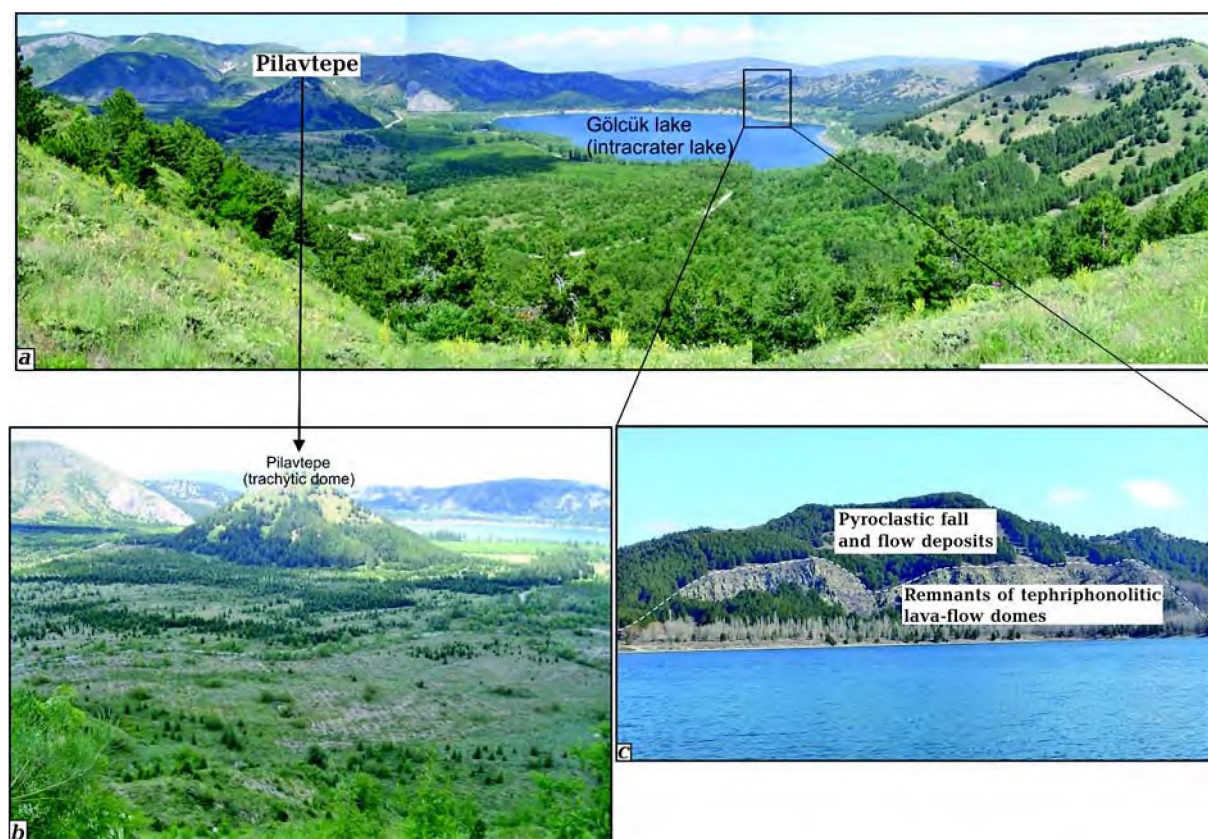 Pilavtepe
Gölcük lake
(intracrater lake)
a
Pilavtepe
(trachytic dome)
b
Pyroclastic fall
and flow deposits
Remnants of tephriphonolitic
lava-flow domes
c